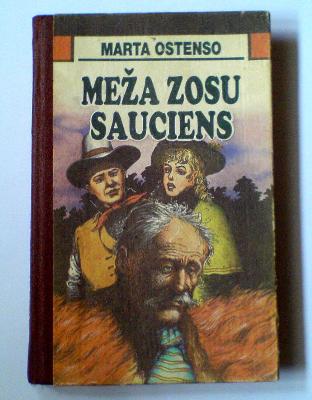 MARTA OSTENSO
MEŽA ZOSU
SAUCIENS